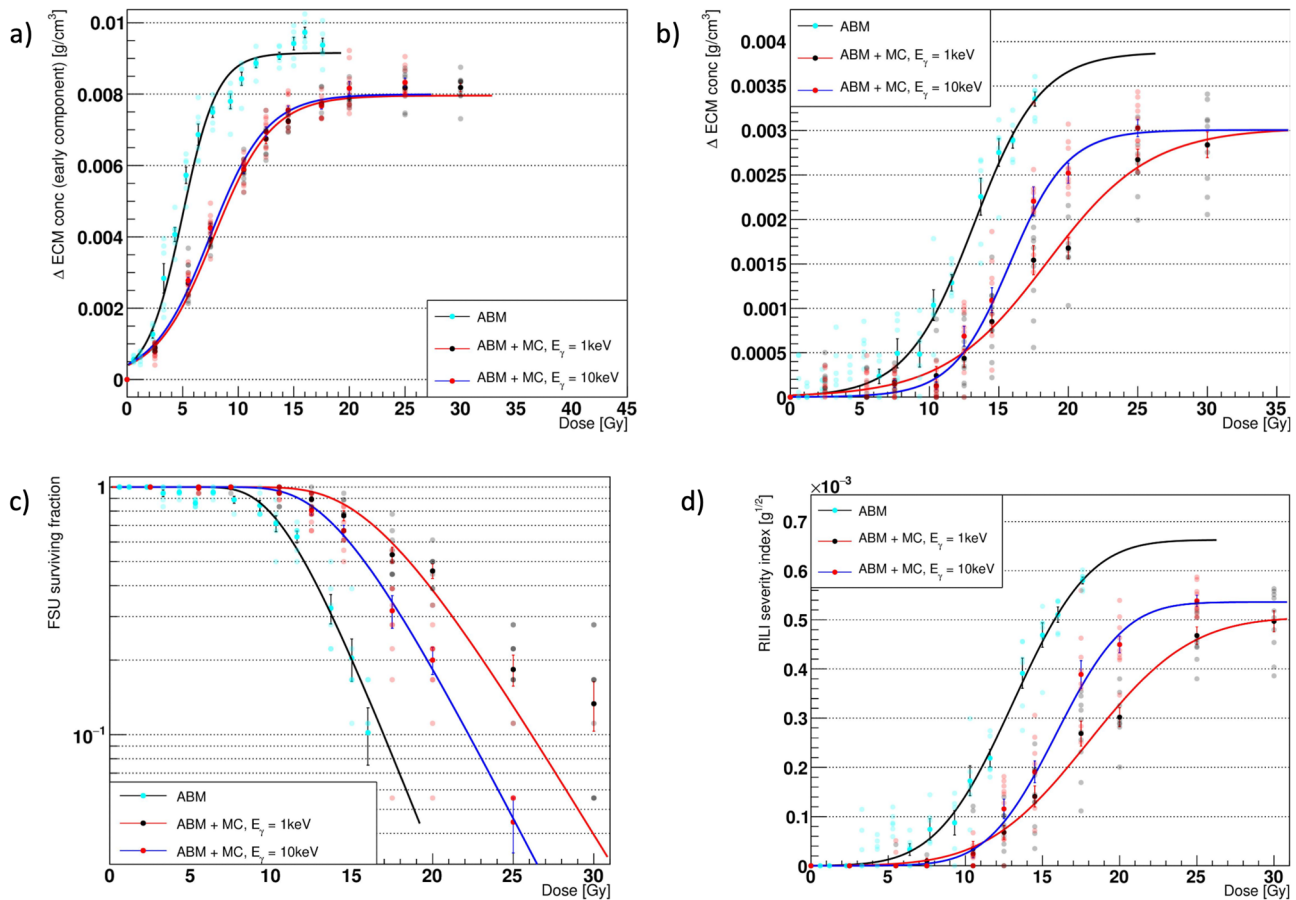 a)
Δ ECM conc (early component) [g/cm³]
0.01
0.008
0.006
0.004
0.002
0
ABM
ABM + MC, Eγ = 1keV
ABM + MC, Eγ = 10keV
0 5 10 15 20 25 30 35 40 45
Dose [Gy]
b)
Δ ECM conc [g/cm³]
ABM
ABM + MC, Eγ = 1keV
ABM + MC, Eγ = 10keV
0.004
0.0035
0.003
0.0025
0.002
0.0015
0.001
0.0005
0
0 5 10 15 20 25 30 35
Dose [Gy]
c)
FSU surviving fraction
1
10⁻¹
ABM
ABM + MC, Eγ = 1keV
ABM + MC, Eγ = 10keV
0 5 10 15 20 25 30
Dose [Gy]
d)
×10⁻³
RILI severity index [g^1/2]
ABM
ABM + MC, Eγ = 1keV
ABM + MC, Eγ = 10keV
0.7
0.6
0.5
0.4
0.3
0.2
0.1
0
0 5 10 15 20 25 30
Dose [Gy]